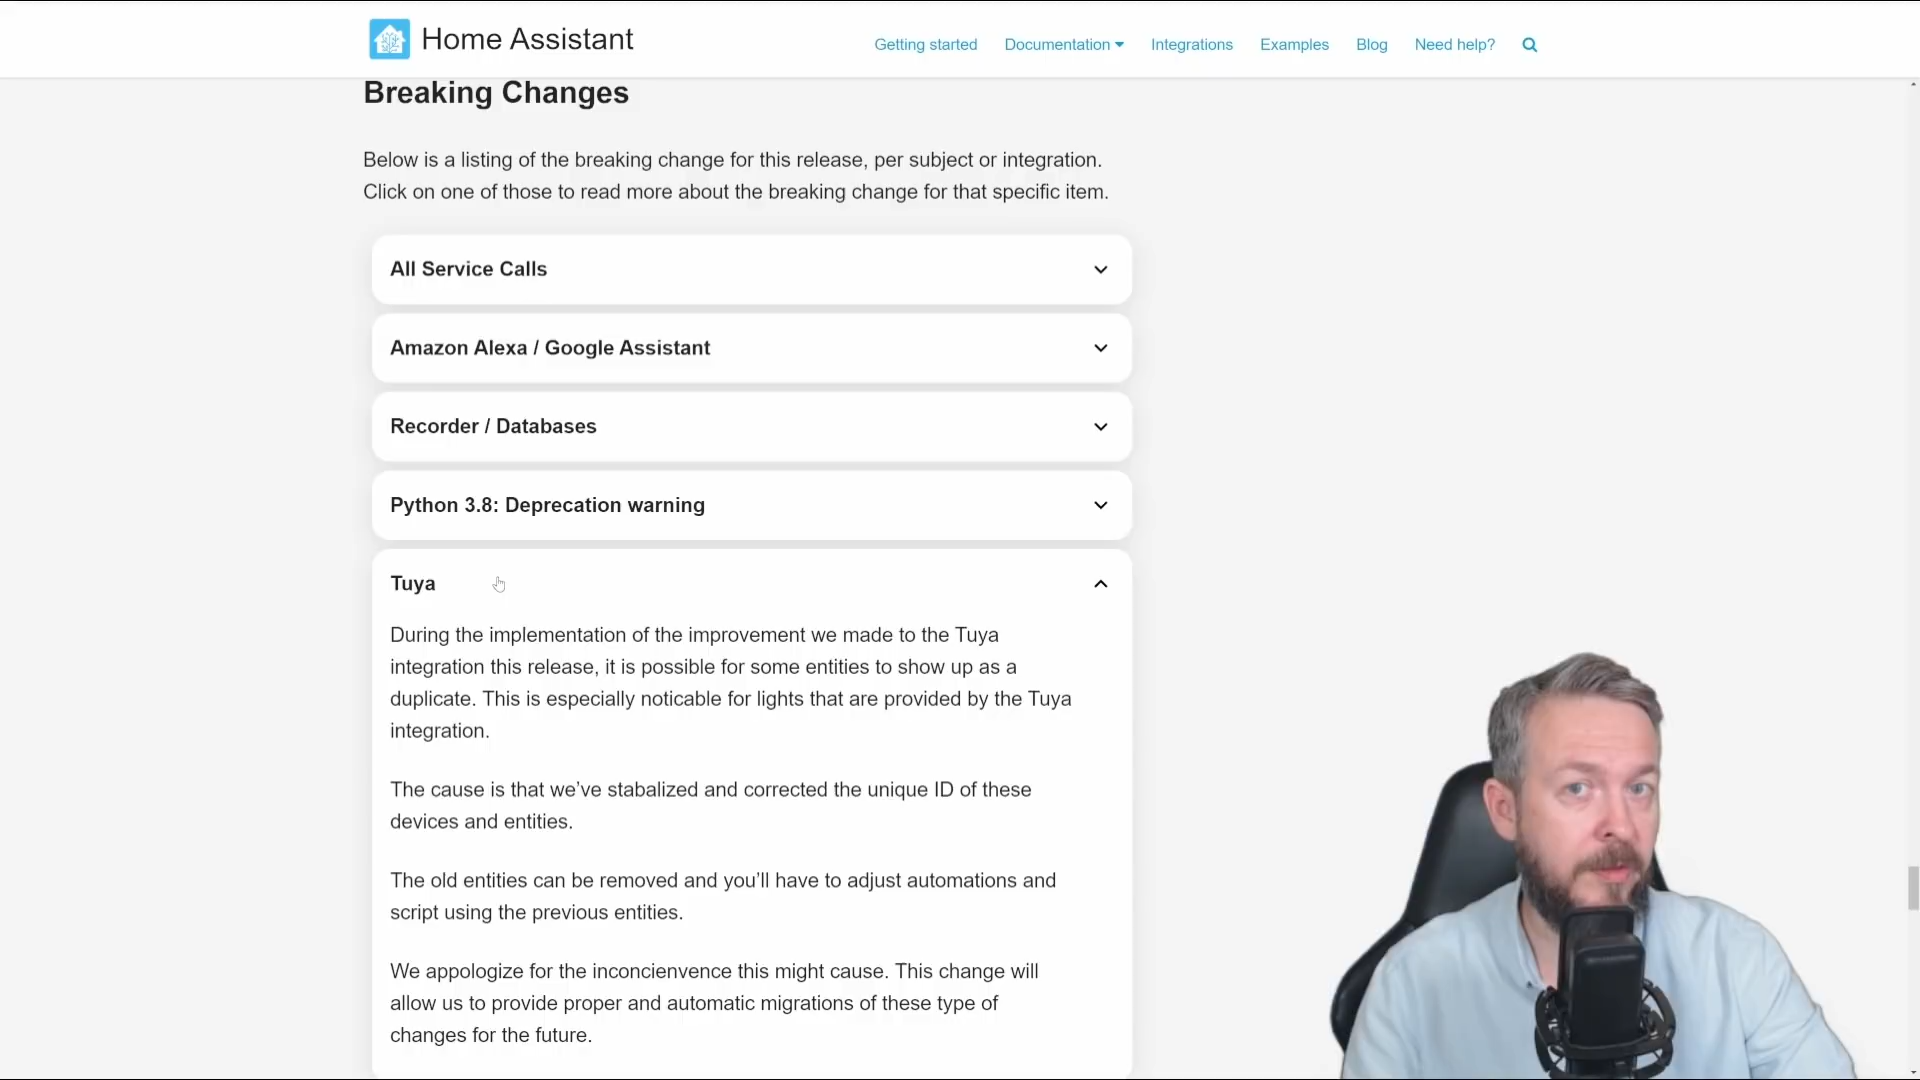 Home Assistant
Getting started
Documentation
Integrations
Examples
Blog
Need help?
Breaking Changes
Below is a listing of the breaking change for this release, per subject or integration.
Click on one of those to read more about the breaking change for that specific item.
All Service Calls
Amazon Alexa / Google Assistant
Recorder / Databases
Python 3.8: Deprecation warning
Tuya
During the implementation of the improvement we made to the Tuya
integration this release, it is possible for some entities to show up as a
duplicate. This is especially noticable for lights that are provided by the Tuya
integration.
The cause is that we’ve stabalized and corrected the unique ID of these
devices and entities.
The old entities can be removed and you’ll have to adjust automations and
script using the previous entities.
We appologize for the inconcienvence this might cause. This change will
allow us to provide proper and automatic migrations of these type of
changes for the future.